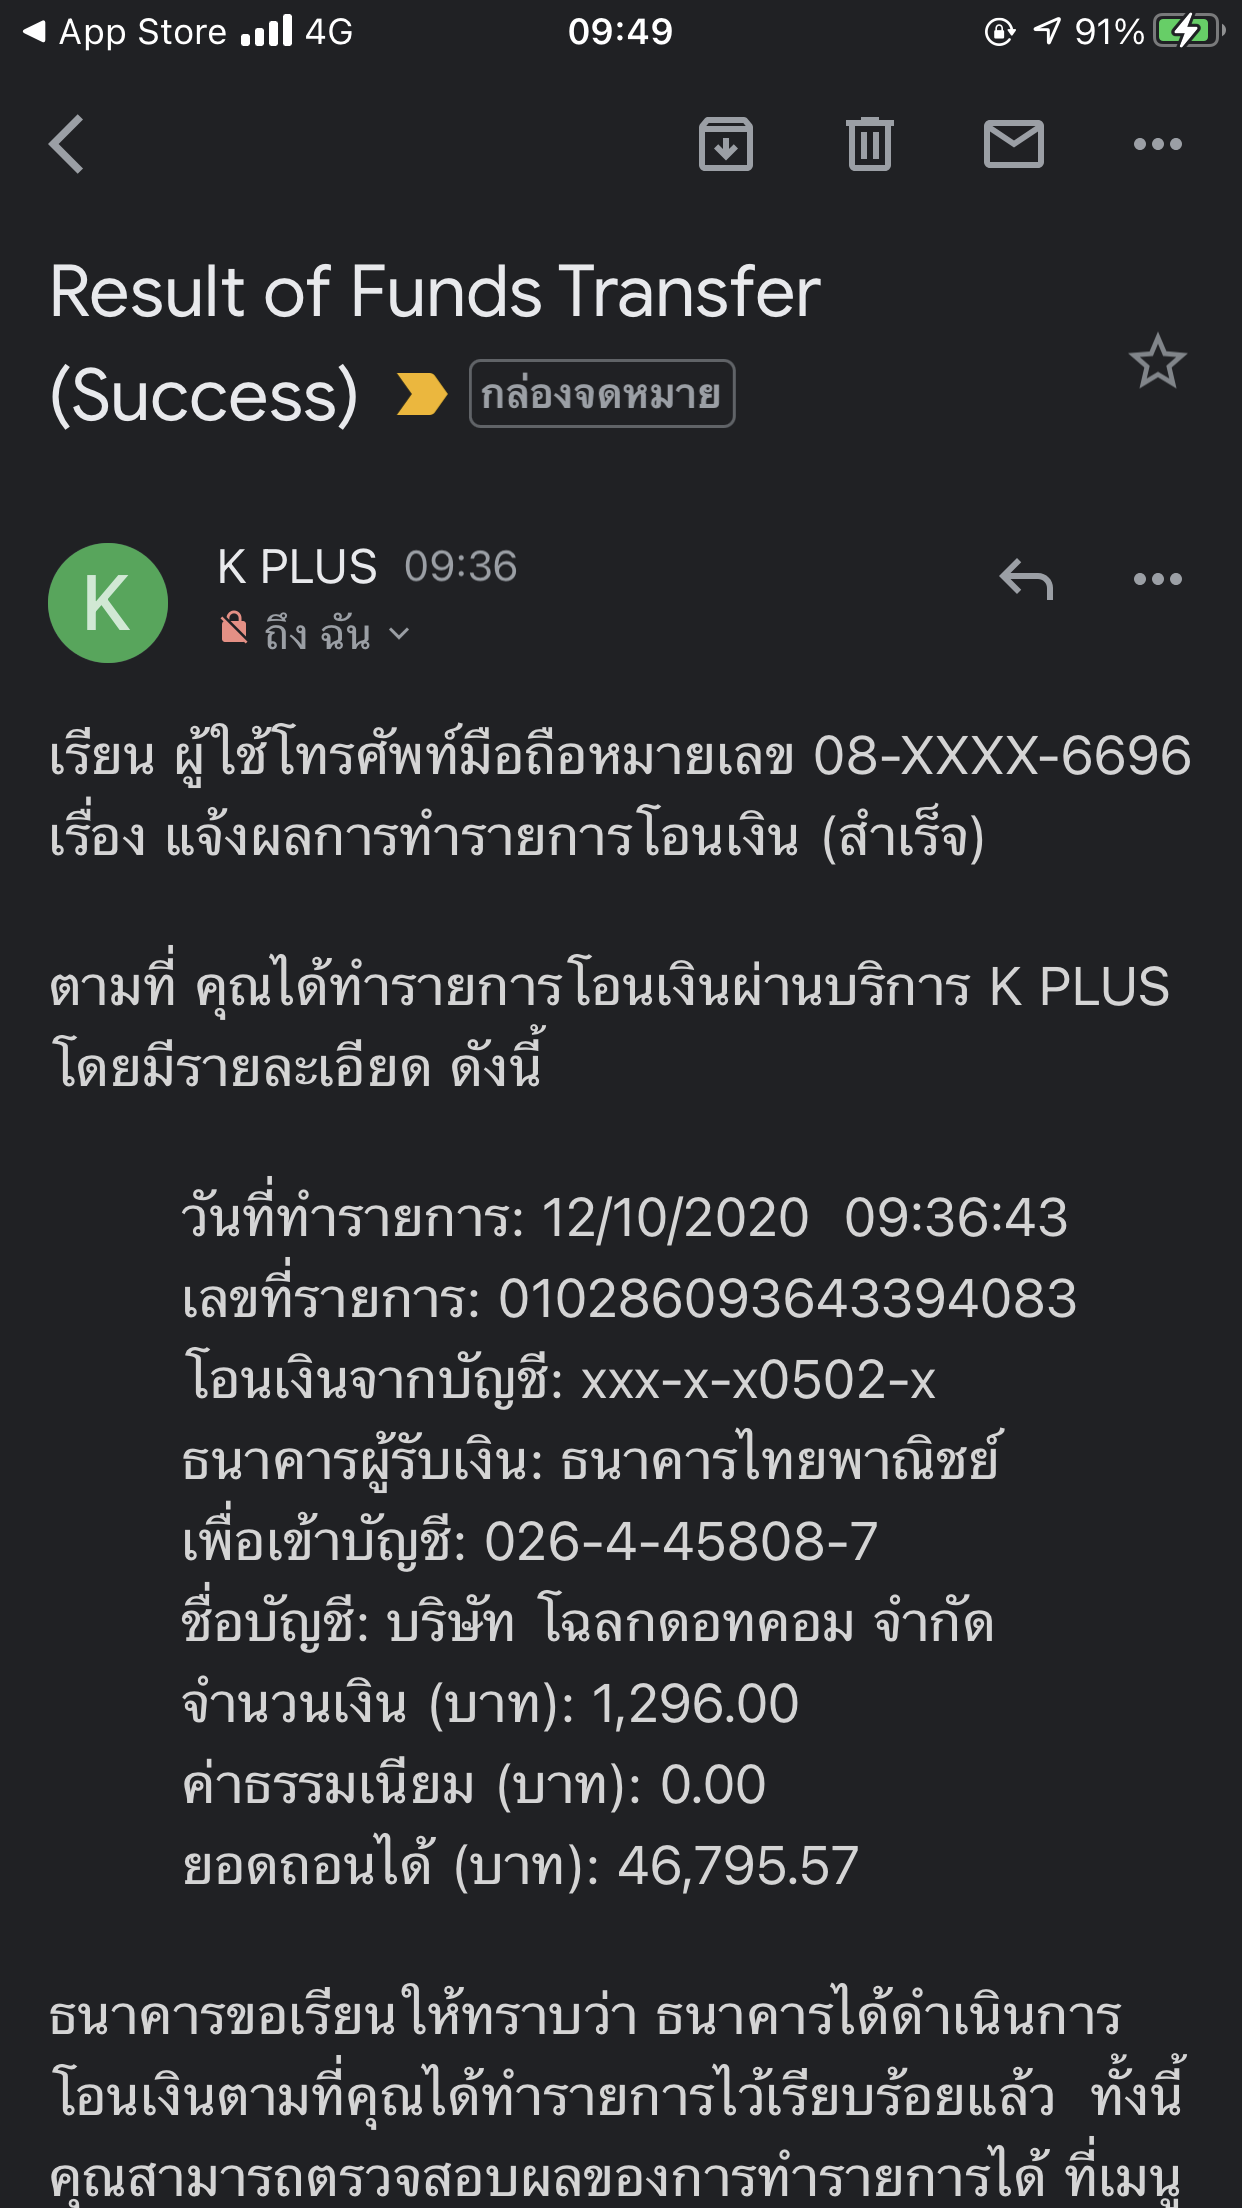 App Store 4G 09:49 91%
Result of Funds Transfer
(Success) กล่องจดหมาย
K
K PLUS 09:36
ถึง ฉัน
เรียน ผู้ใช้โทรศัพท์มือถือหมายเลข 08-XXXX-6696
เรื่อง แจ้งผลการทำรายการโอนเงิน (สำเร็จ)
ตามที่ คุณได้ทำรายการโอนเงินผ่านบริการ K PLUS
โดยมีรายละเอียด ดังนี้
วันที่ทำรายการ: 12/10/2020 09:36:43
เลขที่รายการ: 010286093643394083
โอนเงินจากบัญชี: xxx-x-x0502-x
ธนาคารผู้รับเงิน: ธนาคารไทยพาณิชย์
เพื่อเข้าบัญชี: 026-4-45808-7
ชื่อบัญชี: บริษัท โฉลกดอทคอม จำกัด
จำนวนเงิน (บาท): 1,296.00
ค่าธรรมเนียม (บาท): 0.00
ยอดถอนได้ (บาท): 46,795.57
ธนาคารขอเรียนให้ทราบว่า ธนาคารได้ดำเนินการ
โอนเงินตามที่คุณได้ทำรายการไว้เรียบร้อยแล้ว ทั้งนี้
คุณสามารถตรวจสอบผลของการทำรายการได้ ที่เมนู